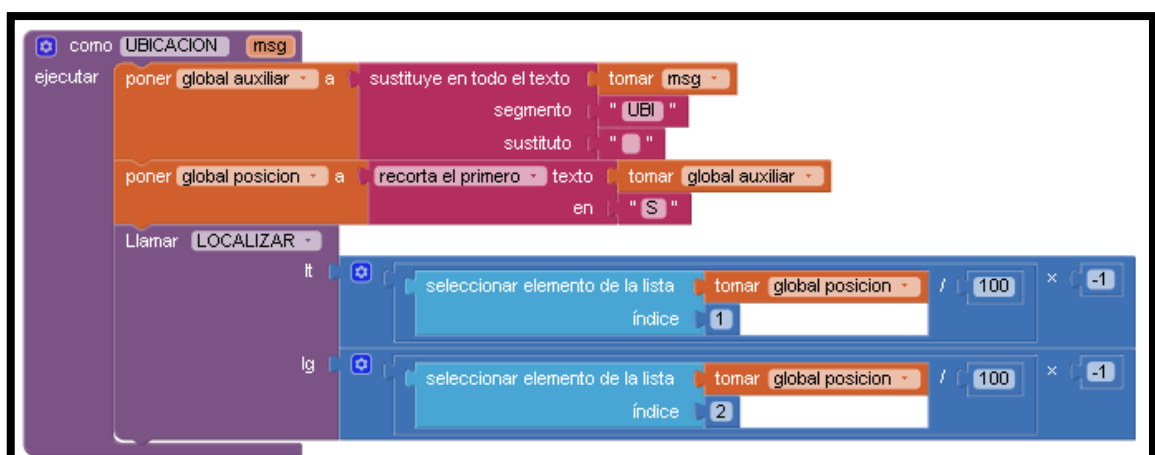 como UBICACION msg
ejecutar poner global auxiliar a sustituye en todo el texto tomar msg
segmento " UBI "
sustituto " "
poner global posicion a recorta el primero texto tomar global auxiliar
en " S "
Llamar LOCALIZAR
lt seleccionar elemento de la lista tomar global posicion / 100 × -1
índice 1
lg seleccionar elemento de la lista tomar global posicion / 100 × -1
índice 2